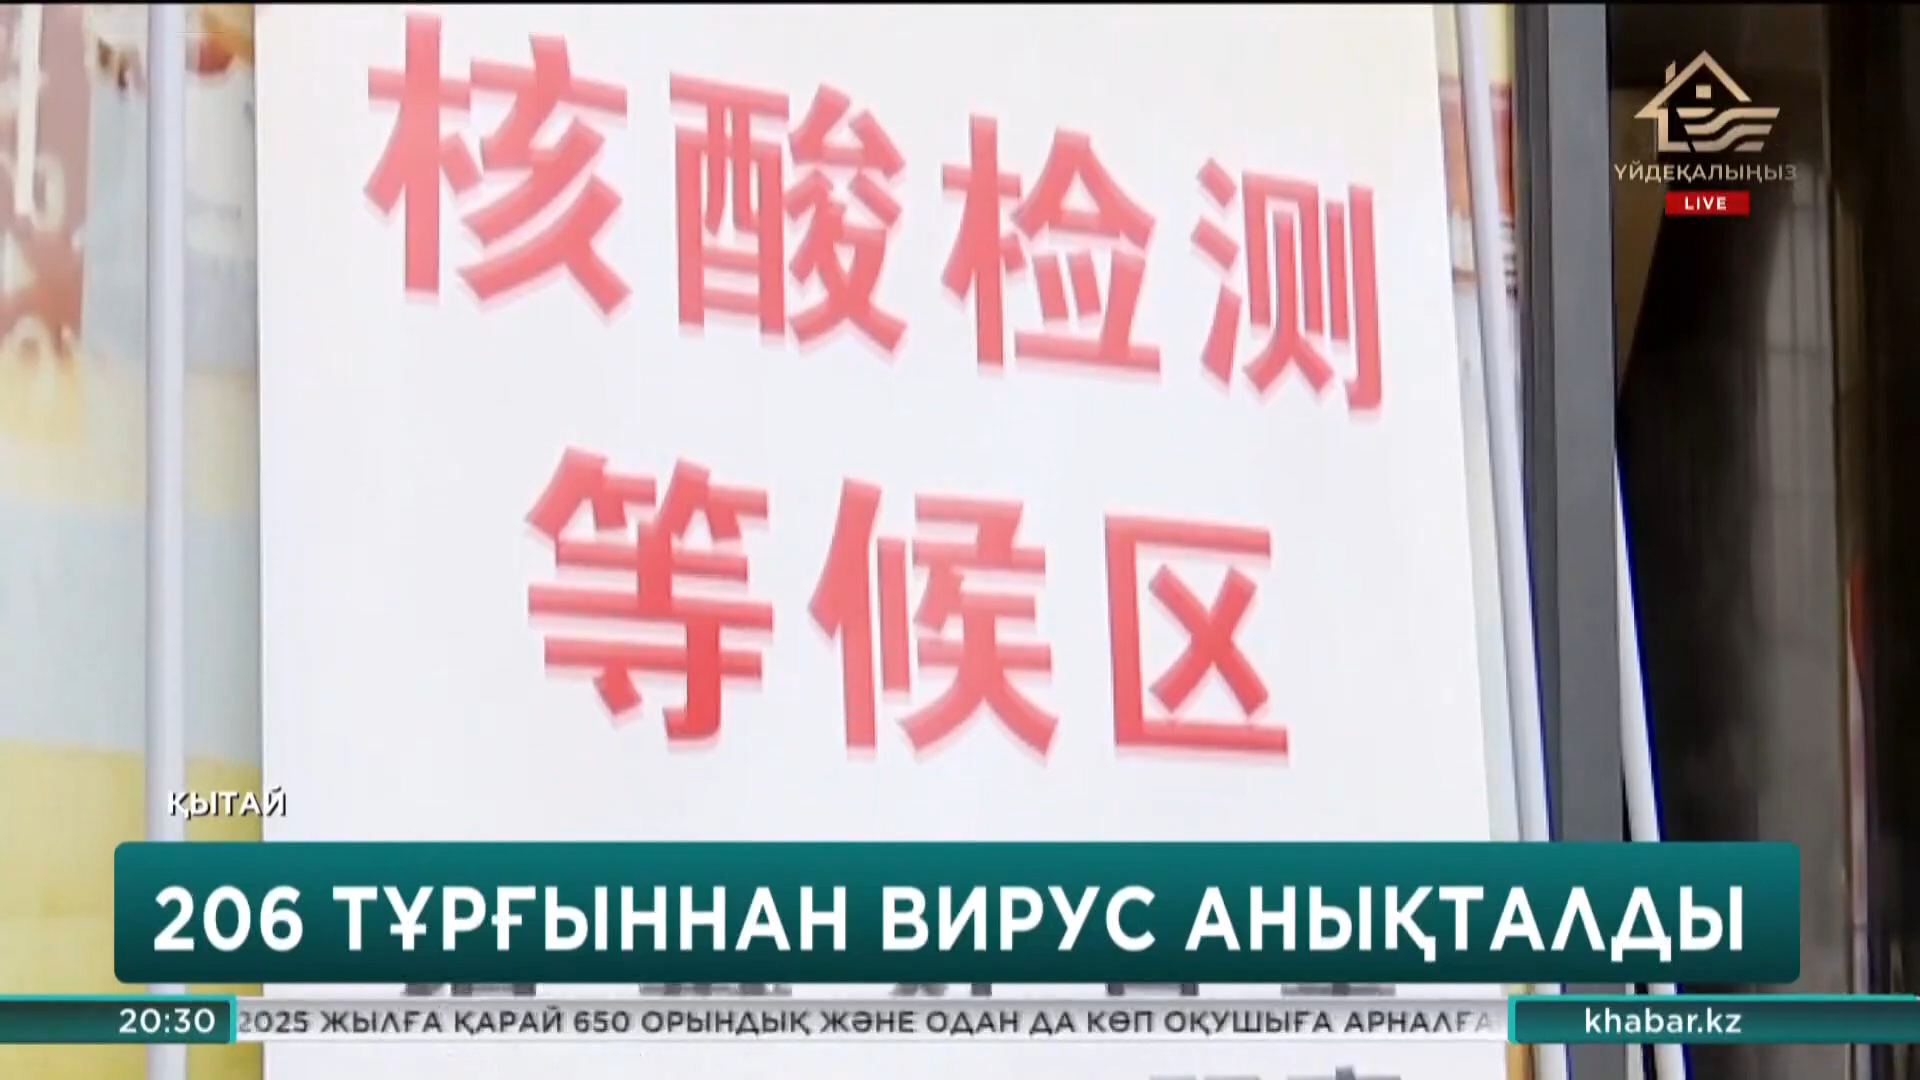 核酸检测
等候区
ҮЙДЕҚАЛЫҢЫЗ
LIVE
ҚЫТАЙ
206 ТҰРҒЫННАН ВИРУС АНЫҚТАЛДЫ
20:30
2025 ЖЫЛҒА ҚАРАЙ 650 ОРЫНДЫҚ ЖӘНЕ ОДАН ДА КӨП ОҚУШЫҒА АРНАЛҒА
khabar.kz